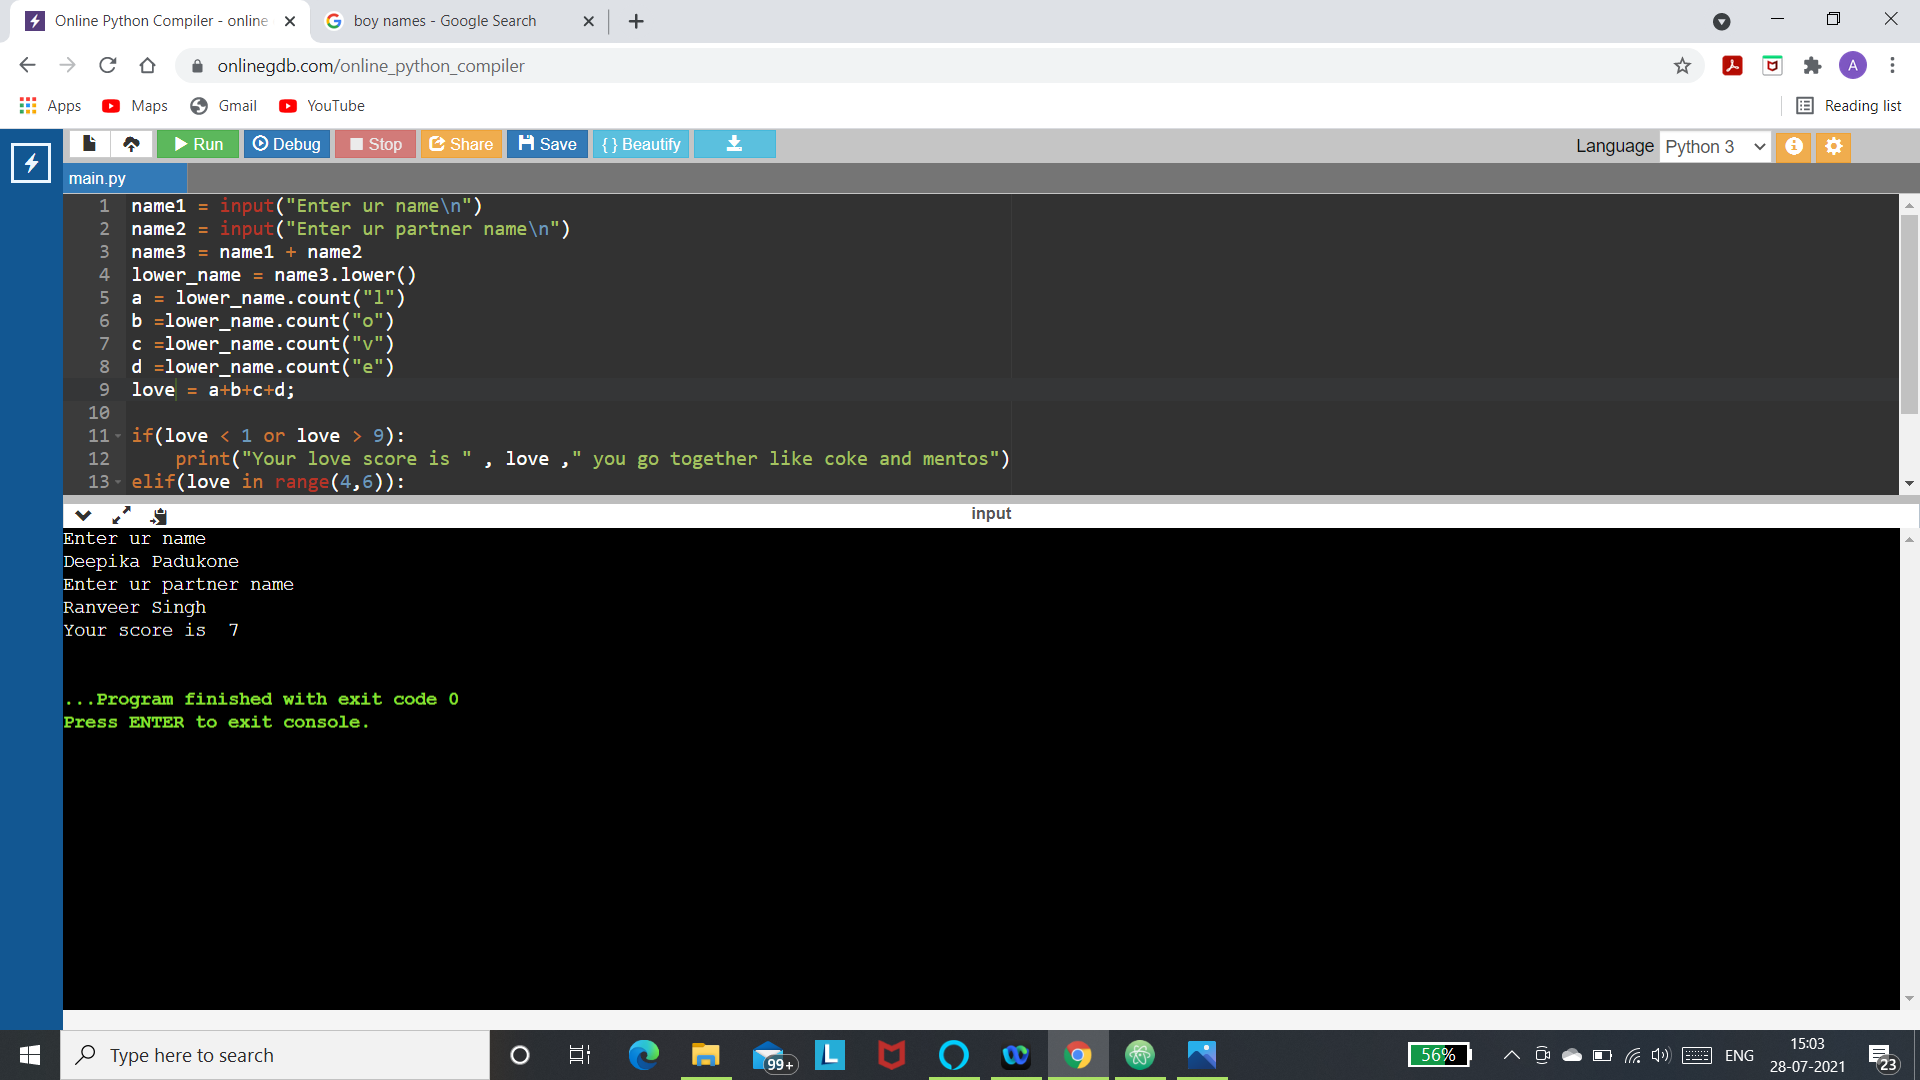 Online Python Compiler - online
boy names - Google Search
onlinegdb.com/online_python_compiler
A
Apps
Maps
Gmail
YouTube
Reading list
Run
Debug
Stop
Share
Save
{ } Beautify
Language
Python 3
main.py
1 name1 = input("Enter ur name\n")
2 name2 = input("Enter ur partner name\n")
3 name3 = name1 + name2
4 lower_name = name3.lower()
5 a = lower_name.count("l")
6 b =lower_name.count("o")
7 c =lower_name.count("v")
8 d =lower_name.count("e")
9 love = a+b+c+d;
10
11 if(love < 1 or love > 9):
12 print("Your love score is " , love ," you go together like coke and mentos")
13 elif(love in range(4,6)):
input
Enter ur name
Deepika Padukone
Enter ur partner name
Ranveer Singh
Your score is  7
...Program finished with exit code 0
Press ENTER to exit console.
Type here to search
99+
L
56%
ENG
15:03
28-07-2021
23